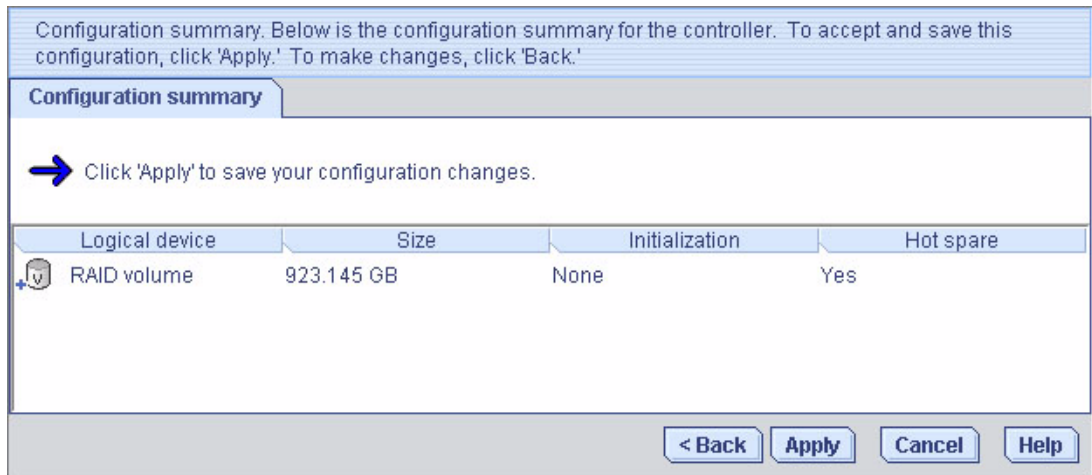 Configuration summary. Below is the configuration summary for the controller. To accept and save this
configuration, click 'Apply.' To make changes, click 'Back.'
Configuration summary
Click 'Apply' to save your configuration changes.
Logical device Size Initialization Hot spare
v RAID volume 923.145 GB None Yes
< Back Apply Cancel Help